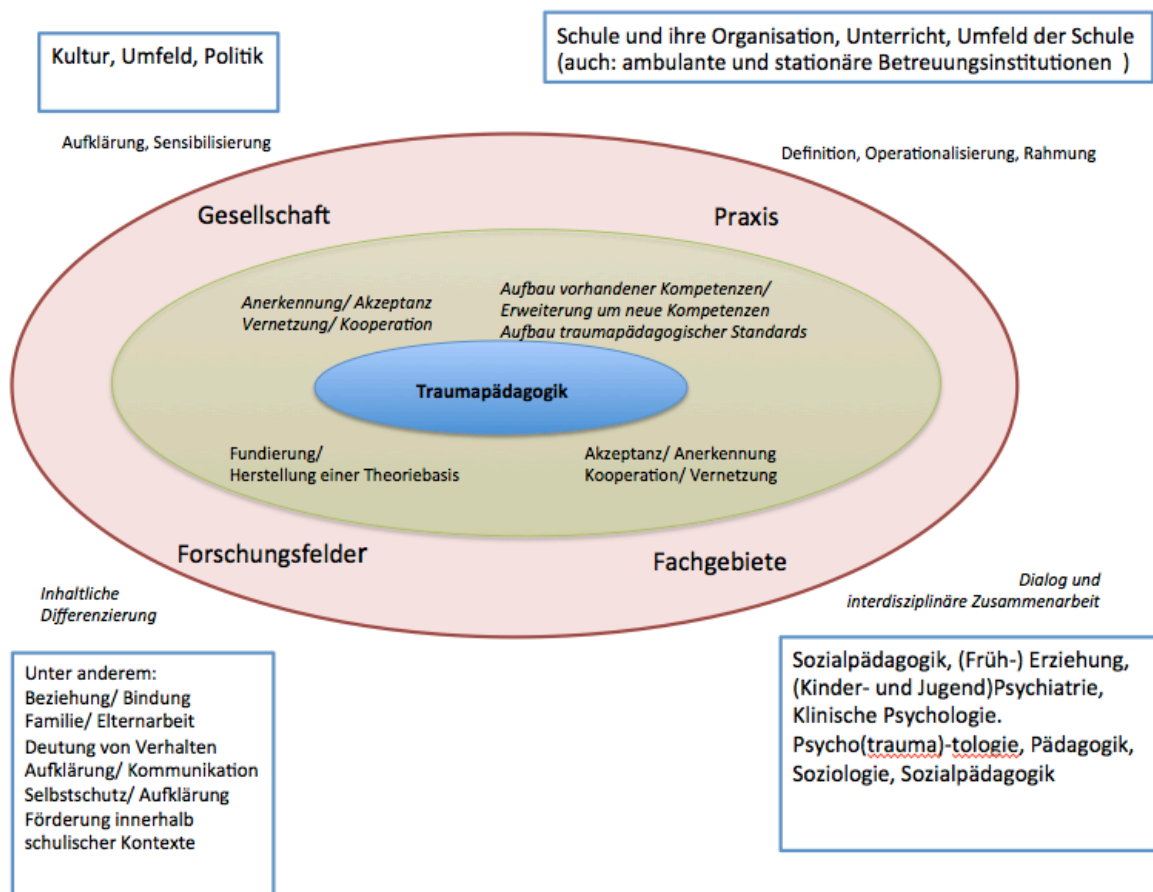 Kultur, Umfeld, Politik
Schule und ihre Organisation, Unterricht, Umfeld der Schule
(auch: ambulante und stationäre Betreuungsinstitutionen )
Aufklärung, Sensibilisierung
Definition, Operationalisierung, Rahmung
Gesellschaft
Praxis
Anerkennung/ Akzeptanz
Vernetzung/ Kooperation
Aufbau vorhandener Kompetenzen/
Erweiterung um neue Kompetenzen
Aufbau traumapädagogischer Standards
Traumapädagogik
Fundierung/
Herstellung einer Theoriebasis
Akzeptanz/ Anerkennung
Kooperation/ Vernetzung
Forschungsfelder
Fachgebiete
Inhaltliche
Differenzierung
Dialog und
interdisziplinäre Zusammenarbeit
Unter anderem:
Beziehung/ Bindung
Familie/ Elternarbeit
Deutung von Verhalten
Aufklärung/ Kommunikation
Selbstschutz/ Aufklärung
Förderung innerhalb
schulischer Kontexte
Sozialpädagogik, (Früh-) Erziehung,
(Kinder- und Jugend)Psychiatrie,
Klinische Psychologie.
Psycho(trauma)-tologie, Pädagogik,
Soziologie, Sozialpädagogik